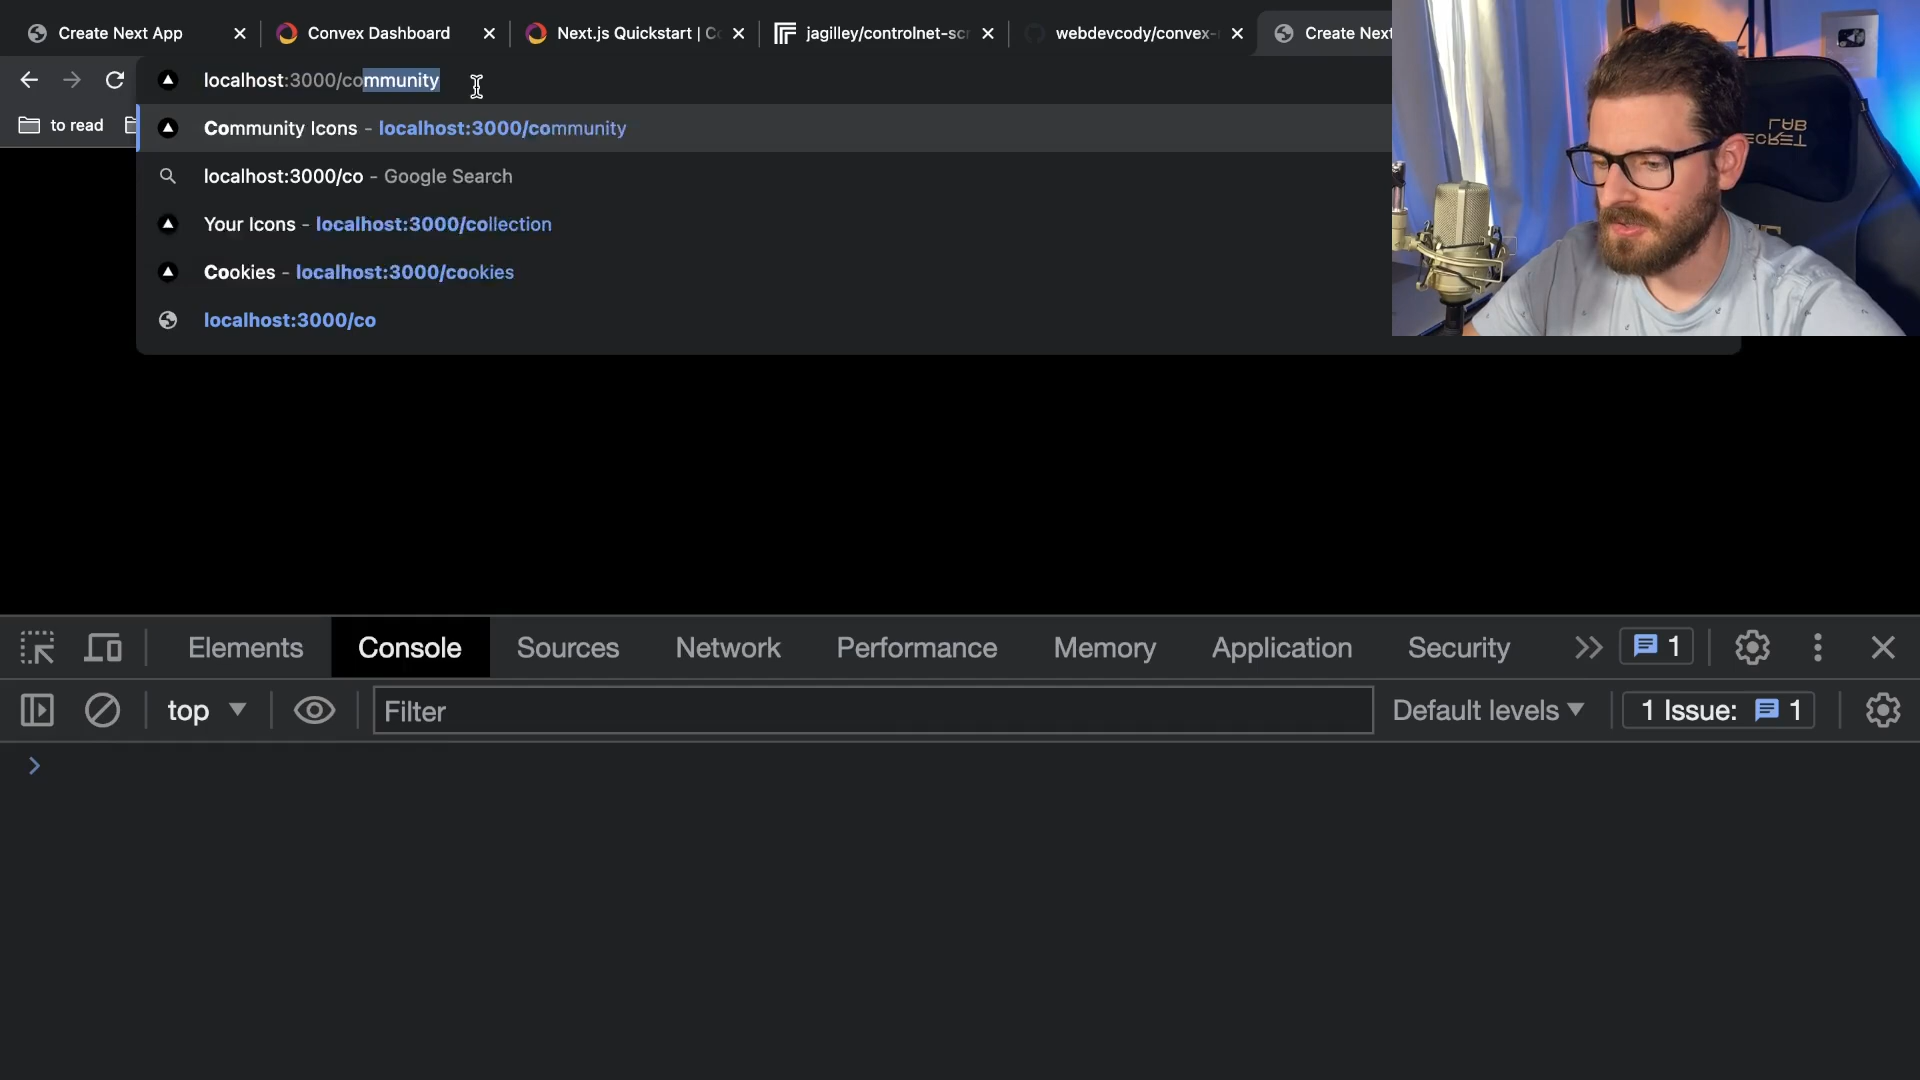 Create Next App
Convex Dashboard
Next.js Quickstart | Co
jagilley/controlnet-scr
webdevcody/convex-
Create Next
localhost:3000/community
to read
Community Icons - localhost:3000/community
localhost:3000/co - Google Search
Your Icons - localhost:3000/collection
Cookies - localhost:3000/cookies
localhost:3000/co
Elements
Console
Sources
Network
Performance
Memory
Application
Security
1
top
Filter
Default levels
1 Issue: 1